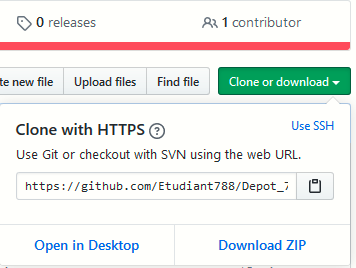 0 releases
1 contributor
te new file
Upload files
Find file
Clone or download
Clone with HTTPS ?
Use SSH
Use Git or checkout with SVN using the web URL.
https://github.com/Etudiant788/Depot_7
Open in Desktop
Download ZIP